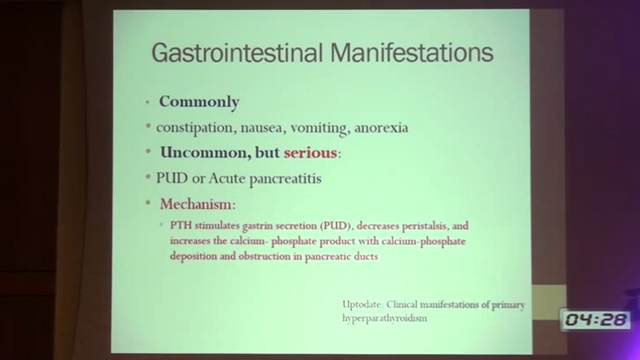 Gastrointestinal Manifestations
• Commonly
• constipation, nausea, vomiting, anorexia
• Uncommon, but serious:
• PUD or Acute pancreatitis
• Mechanism:
• PTH stimulates gastrin secretion (PUD), decreases peristalsis, and
increases the calcium- phosphate product with calcium-phosphate
deposition and obstruction in pancreatic ducts
Uptodate: Clinical manifestations of primary
hyperparathyroidism
04:28